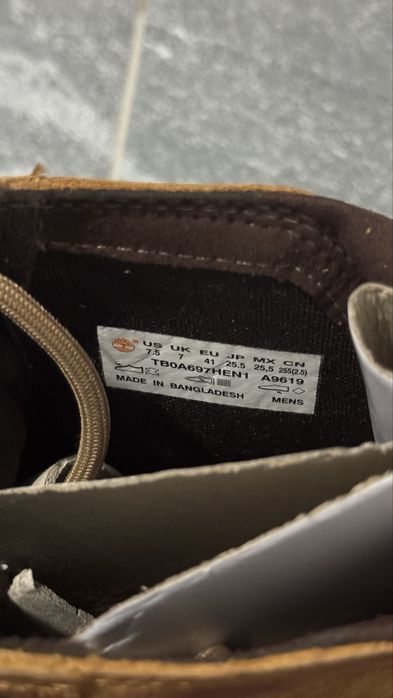 US UK EU JP MX CN
7.5 7 41 25.5 25.5 255(2.5)
TB0A697HEN1 A9619
MADE IN BANGLADESH MENS